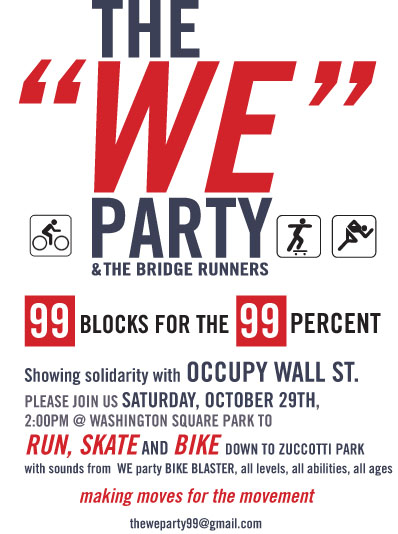 THE
“WE”
PARTY
& THE BRIDGE RUNNERS
99 BLOCKS FOR THE 99 PERCENT
Showing solidarity with OCCUPY WALL ST.
PLEASE JOIN US SATURDAY, OCTOBER 29TH,
2:00PM @ WASHINGTON SQUARE PARK TO
RUN, SKATE AND BIKE DOWN TO ZUCCOTTI PARK
with sounds from WE party BIKE BLASTER, all levels, all abilities, all ages
making moves for the movement
theweparty99@gmail.com